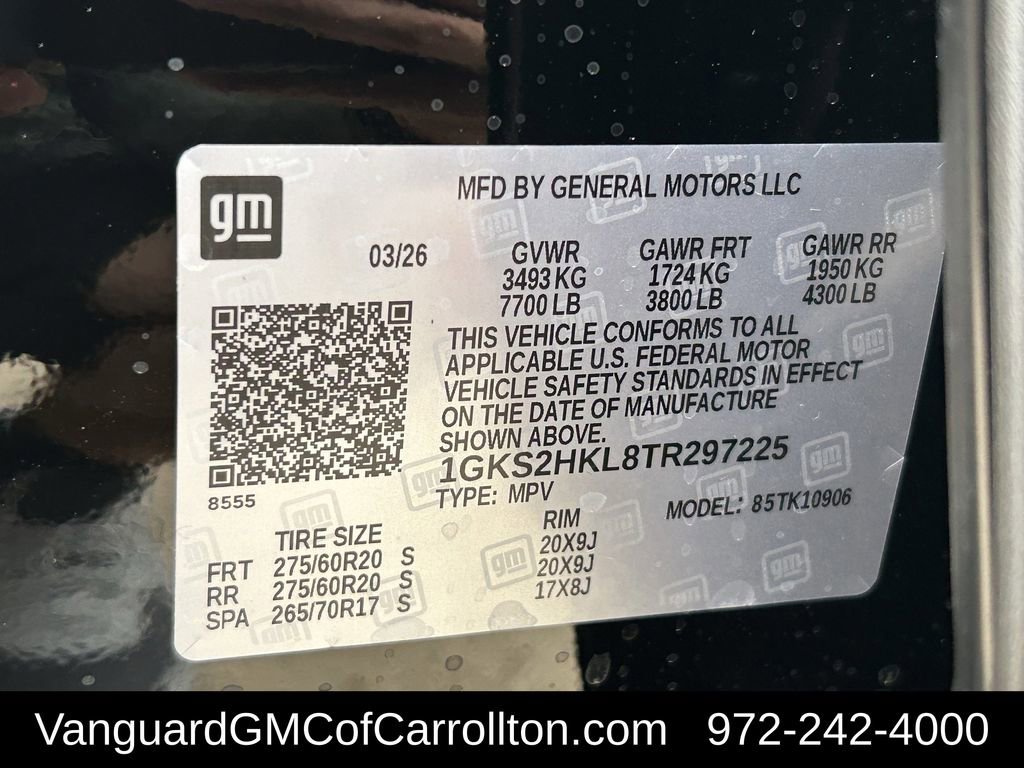 gm
MFD BY GENERAL MOTORS LLC
03/26
GVWR GAWR FRT GAWR RR
3493 KG 1724 KG 1950 KG
7700 LB 3800 LB 4300 LB
THIS VEHICLE CONFORMS TO ALL
APPLICABLE U.S. FEDERAL MOTOR
VEHICLE SAFETY STANDARDS IN EFFECT
ON THE DATE OF MANUFACTURE
SHOWN ABOVE.
1GKS2HKL8TR297225
TYPE: MPV MODEL: 85TK10906
8555
TIRE SIZE RIM
FRT 275/60R20 S 20X9J
RR 275/60R20 S 20X9J
SPA 265/70R17 S 17X8J
VanguardGMCofCarrollton.com 972-242-4000